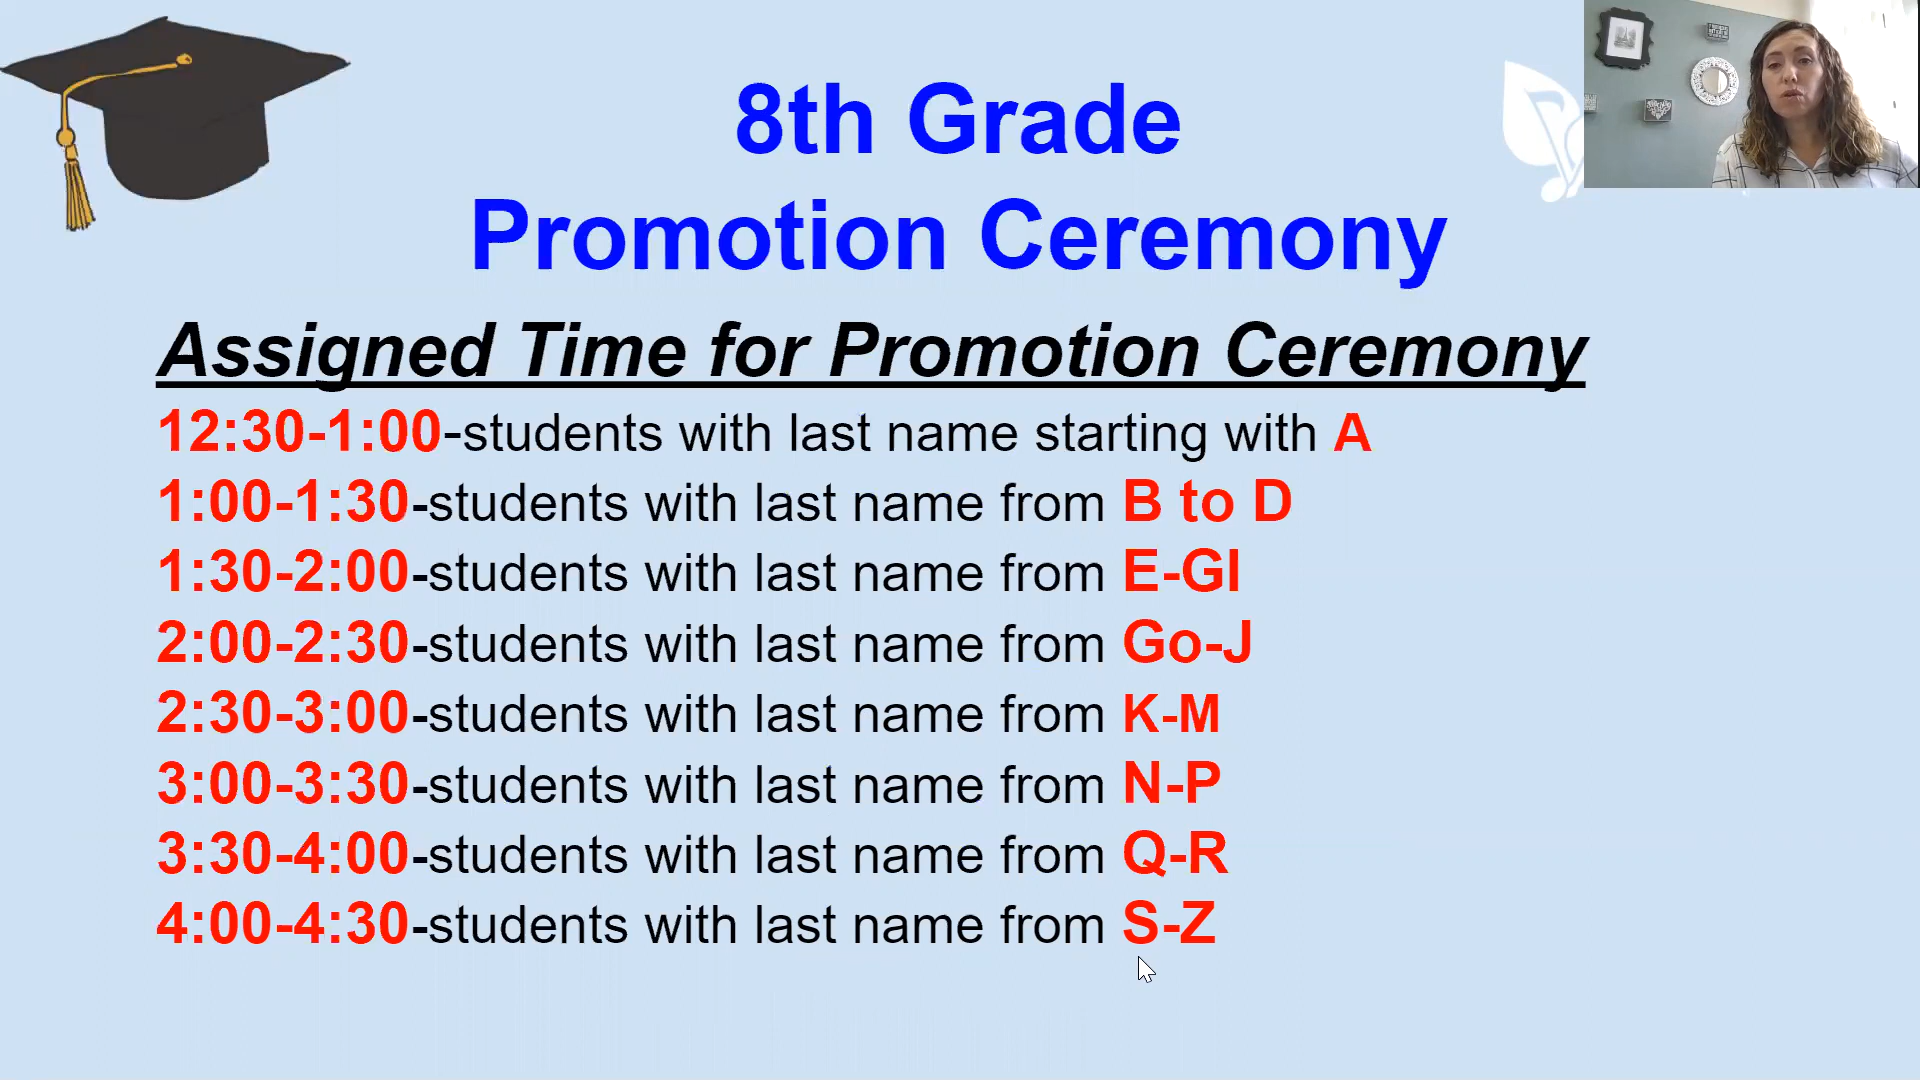 8th Grade
Promotion Ceremony
Assigned Time for Promotion Ceremony
12:30-1:00-students with last name starting with A
1:00-1:30-students with last name from B to D
1:30-2:00-students with last name from E-GI
2:00-2:30-students with last name from Go-J
2:30-3:00-students with last name from K-M
3:00-3:30-students with last name from N-P
3:30-4:00-students with last name from Q-R
4:00-4:30-students with last name from S-Z